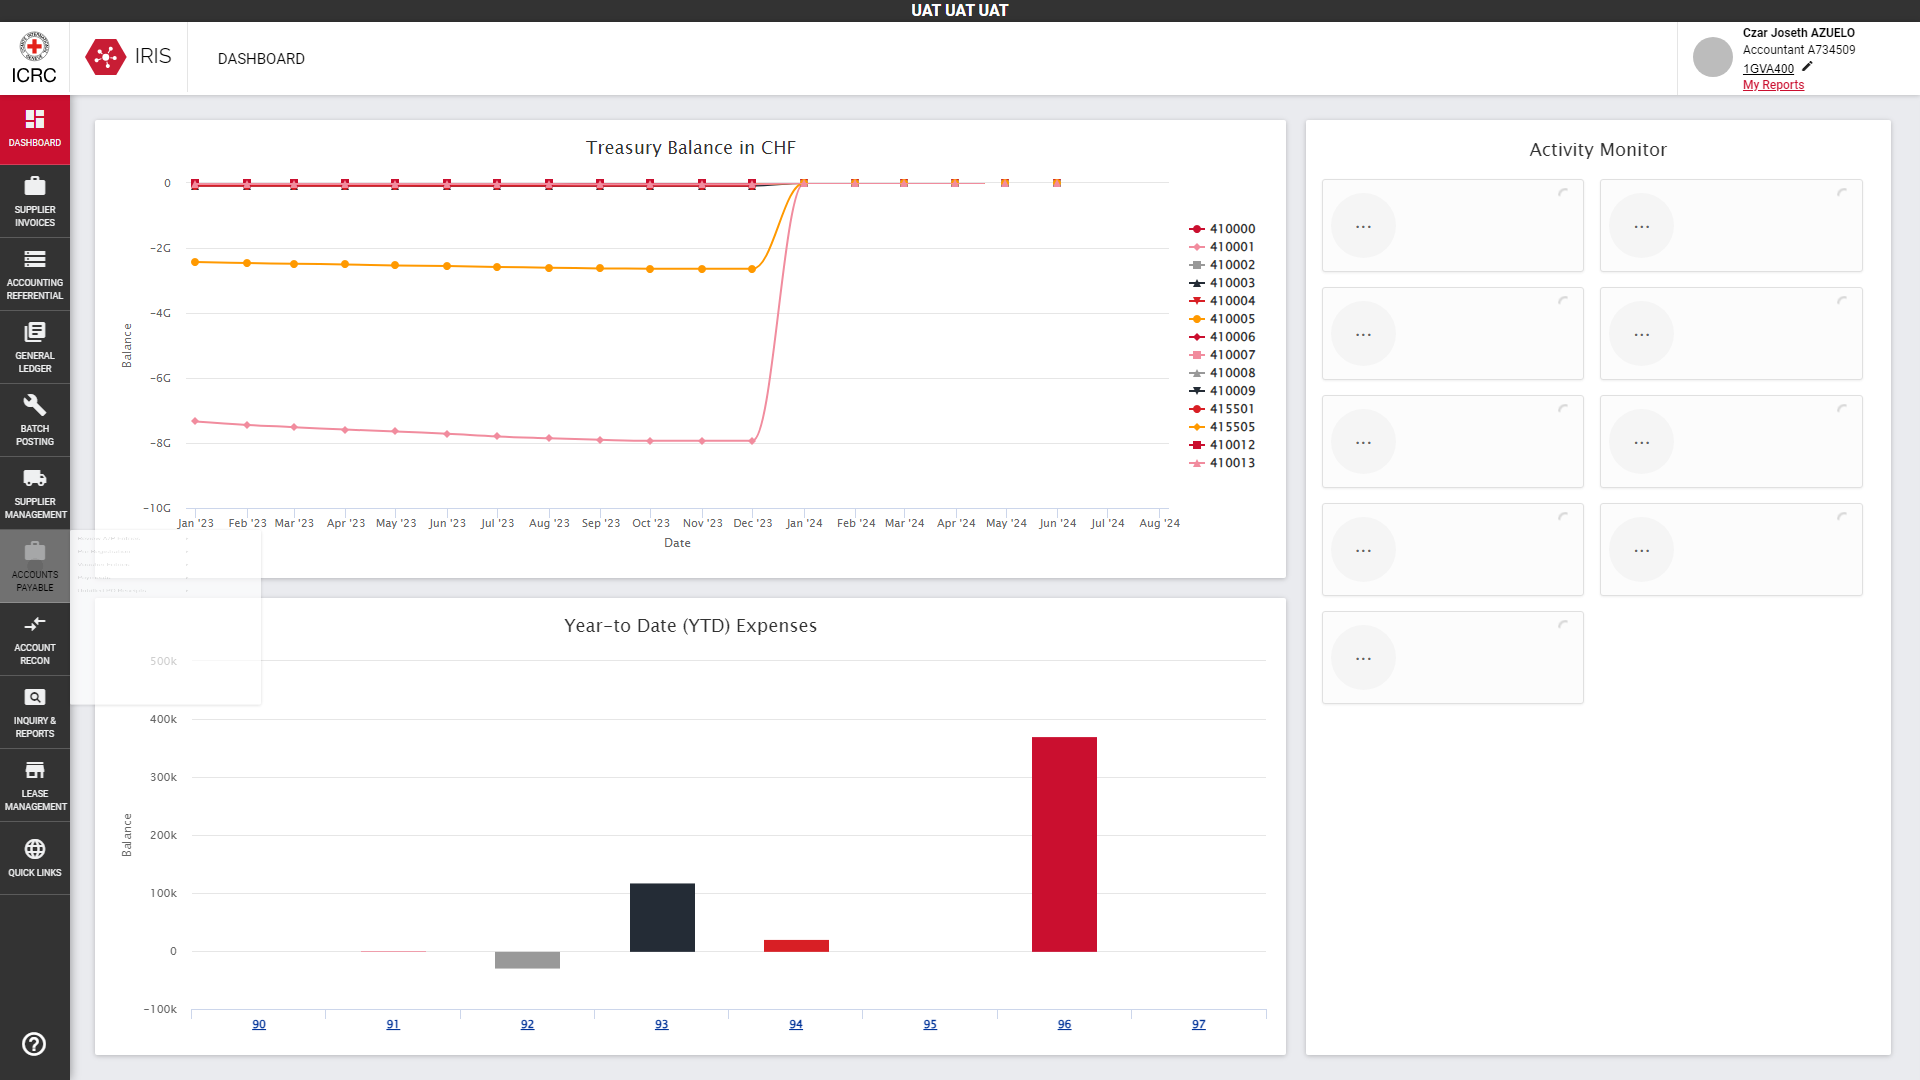 UAT UAT UAT
ICRC
IRIS
DASHBOARD
Czar Joseth AZUELO
Accountant A734509
1GVA400
My Reports
DASHBOARD
SUPPLIER
INVOICES
ACCOUNTING
REFERENTIAL
GENERAL
LEDGER
BATCH
POSTING
SUPPLIER
MANAGEMENT
ACCOUNTS
PAYABLE
ACCOUNT
RECON
INQUIRY &
REPORTS
LEASE
MANAGEMENT
QUICK LINKS
Treasury Balance in CHF
Balance
0
-2G
-4G
-6G
-8G
-10G
Jan '23 Feb '23 Mar '23 Apr '23 May '23 Jun '23 Jul '23 Aug '23 Sep '23 Oct '23 Nov '23 Dec '23 Jan '24 Feb '24 Mar '24 Apr '24 May '24 Jun '24 Jul '24 Aug '24
Date
410000
410001
410002
410003
410004
410005
410006
410007
410008
410009
415501
415505
410012
410013
Year-to Date (YTD) Expenses
Balance
500k
400k
300k
200k
100k
0
-100k
90 91 92 93 94 95 96 97
Activity Monitor
... ...
... ...
... ...
... ...
...